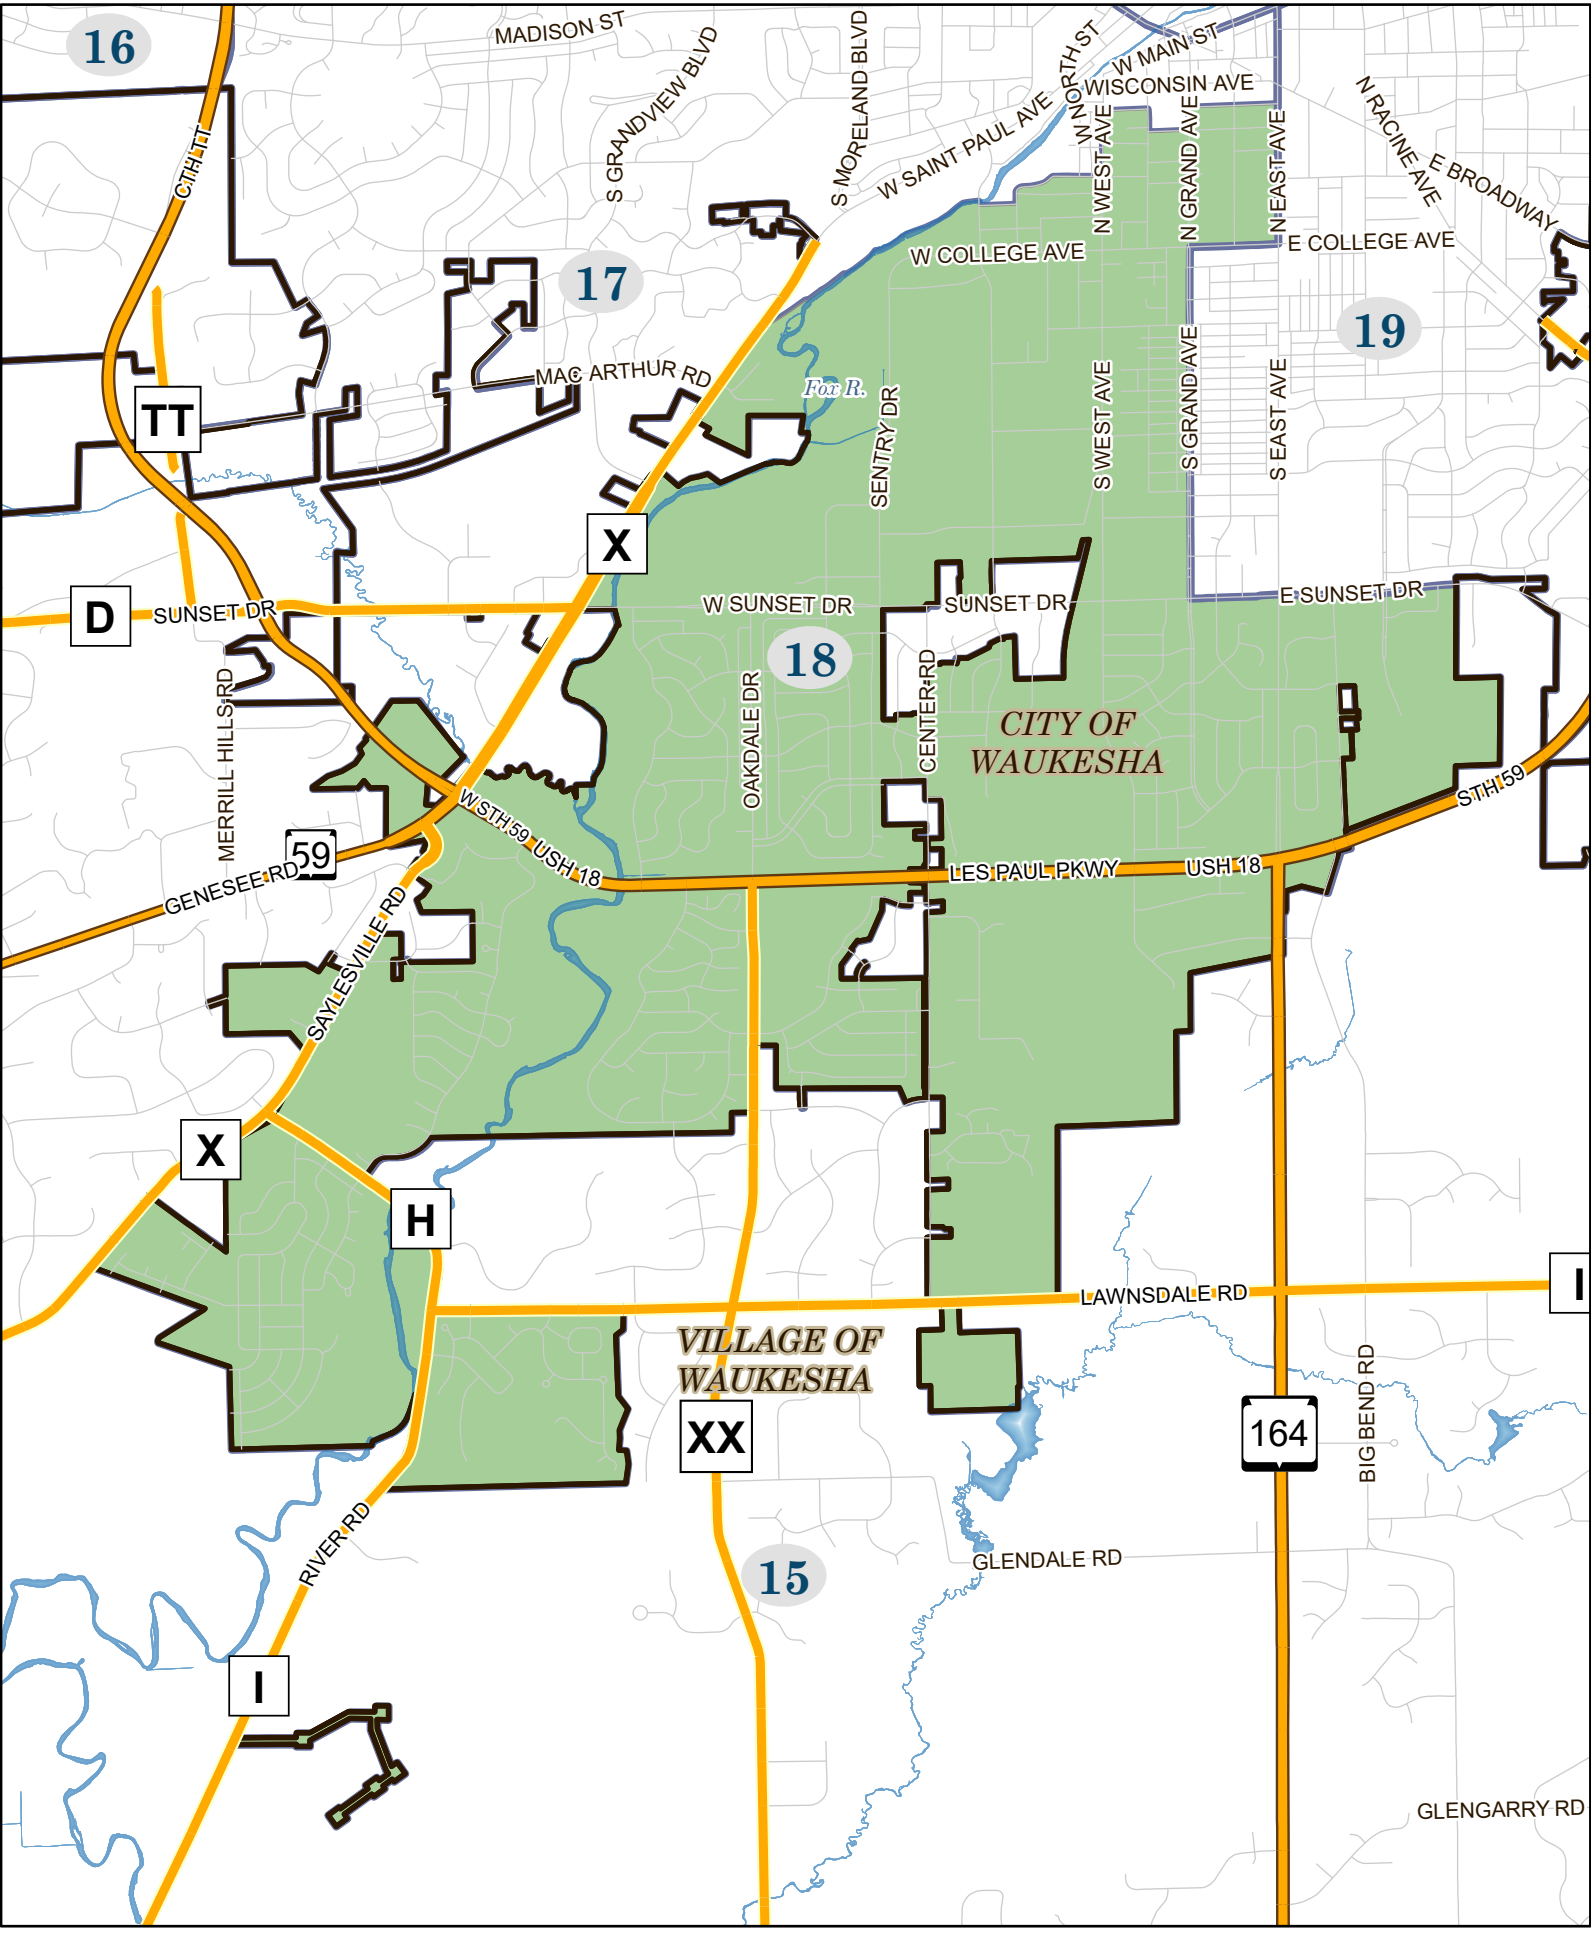 MADISON ST
16
S GRANDVIEW BLVD
S MORELAND BLVD
W NORTH ST
W MAIN ST
WISCONSIN AVE
W SAINT PAUL AVE
N WEST AVE
N GRAND AVE
N EAST AVE
N RACINE AVE
E BROADWAY
CTH TT
W COLLEGE AVE
E COLLEGE AVE
17
19
MAC ARTHUR RD
Fox R.
TT
SENTRY DR
S WEST AVE
S GRAND AVE
S EAST AVE
X
D
SUNSET DR
W SUNSET DR
SUNSET DR
E SUNSET DR
18
MERRILL HILLS RD
OAKDALE DR
CENTER RD
CITY OF
WAUKESHA
W STH 59
USH 18
STH 59
59
GENESEE RD
LES PAUL PKWY
USH 18
SAYLESVILLE RD
X
H
LAWNSDALE RD
I
VILLAGE OF
WAUKESHA
XX
164
BIG BEND RD
RIVER RD
15
GLENDALE RD
I
GLENGARRY RD